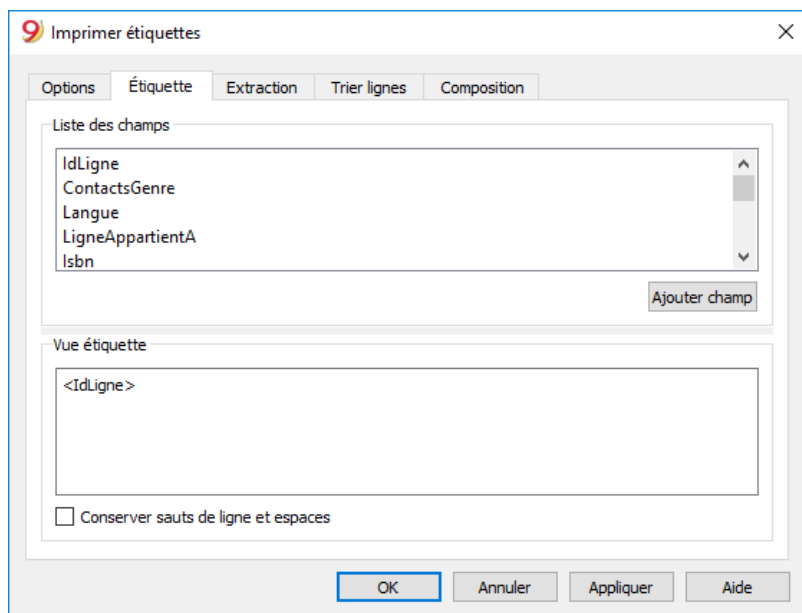 9 Imprimer étiquettes
Options Étiquette Extraction Trier lignes Composition
Liste des champs
IdLigne
ContactsGenre
Langue
LigneAppartientA
Isbn
Ajouter champ
Vue étiquette
<IdLigne>
Conserver sauts de ligne et espaces
OK Annuler Appliquer Aide